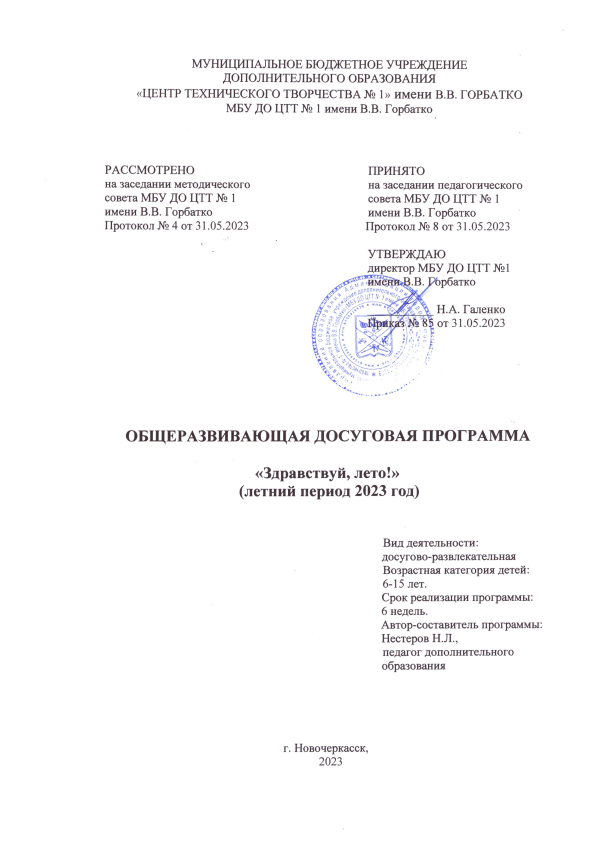 МУНИЦИПАЛЬНОЕ БЮДЖЕТНОЕ УЧРЕЖДЕНИЕ
ДОПОЛНИТЕЛЬНОГО ОБРАЗОВАНИЯ
«ЦЕНТР ТЕХНИЧЕСКОГО ТВОРЧЕСТВА № 1» имени В.В. ГОРБАТКО
МБУ ДО ЦТТ № 1 имени В.В. Горбатко
РАССМОТРЕНО
на заседании методического
совета МБУ ДО ЦТТ № 1
имени В.В. Горбатко
Протокол № 4 от 31.05.2023
ПРИНЯТО
на заседании педагогического
совета МБУ ДО ЦТТ № 1
имени В.В. Горбатко
Протокол № 8 от 31.05.2023
УТВЕРЖДАЮ
директор МБУ ДО ЦТТ №1
имени В.В. Горбатко
Н.А. Галенко
Приказ № 85 от 31.05.2023
ОБЩЕРАЗВИВАЮЩАЯ ДОСУГОВАЯ ПРОГРАММА
«Здравствуй, лето!»
(летний период 2023 год)
Вид деятельности:
досугово-развлекательная
Возрастная категория детей:
6-15 лет.
Срок реализации программы:
6 недель.
Автор-составитель программы:
Нестеров Н.Л.,
педагог дополнительного
образования
г. Новочеркасск,
2023